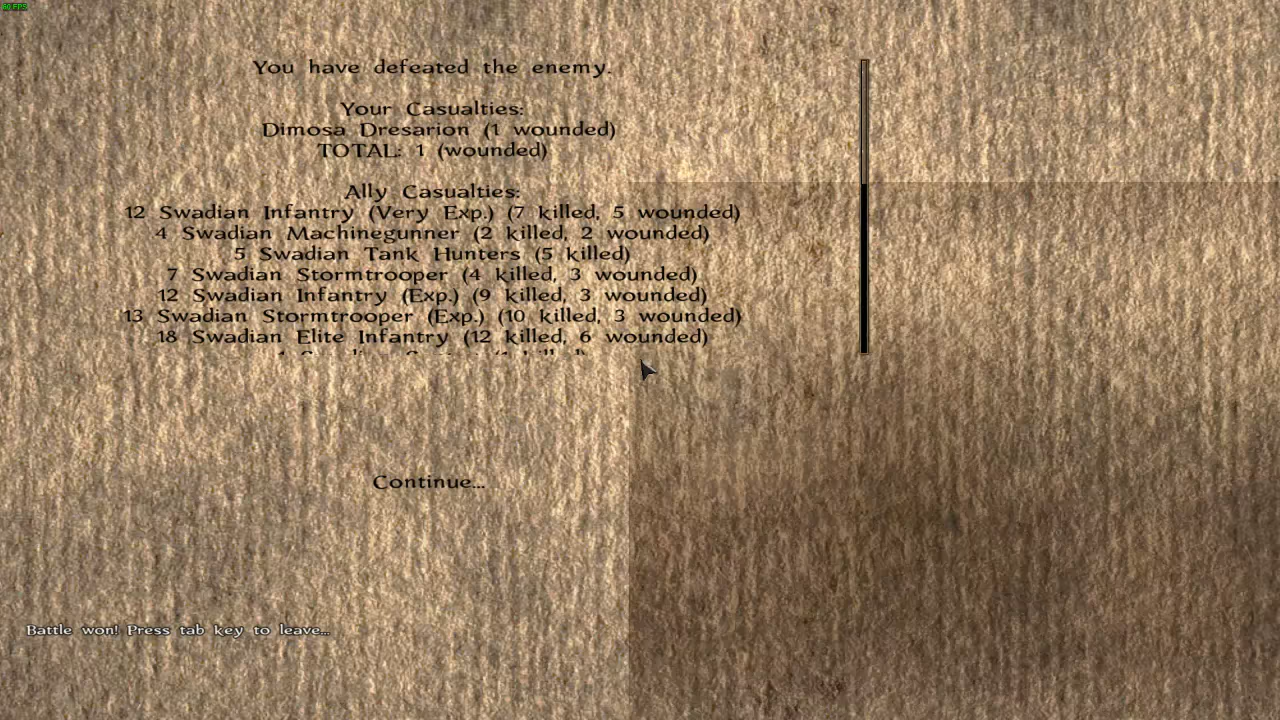 60 FPS
You have defeated the enemy.
Your Casualties:
Dimosa Dresarion (1 wounded)
TOTAL: 1 (wounded)
Ally Casualties:
12 Swadian Infantry (Very Exp.) (7 killed, 5 wounded)
4 Swadian Machinegunner (2 killed, 2 wounded)
5 Swadian Tank Hunters (5 killed)
7 Swadian Stormtrooper (4 killed, 3 wounded)
12 Swadian Infantry (Exp.) (9 killed, 3 wounded)
13 Swadian Stormtrooper (Exp.) (10 killed, 3 wounded)
18 Swadian Elite Infantry (12 killed, 6 wounded)
Continue...
Battle won! Press tab key to leave...